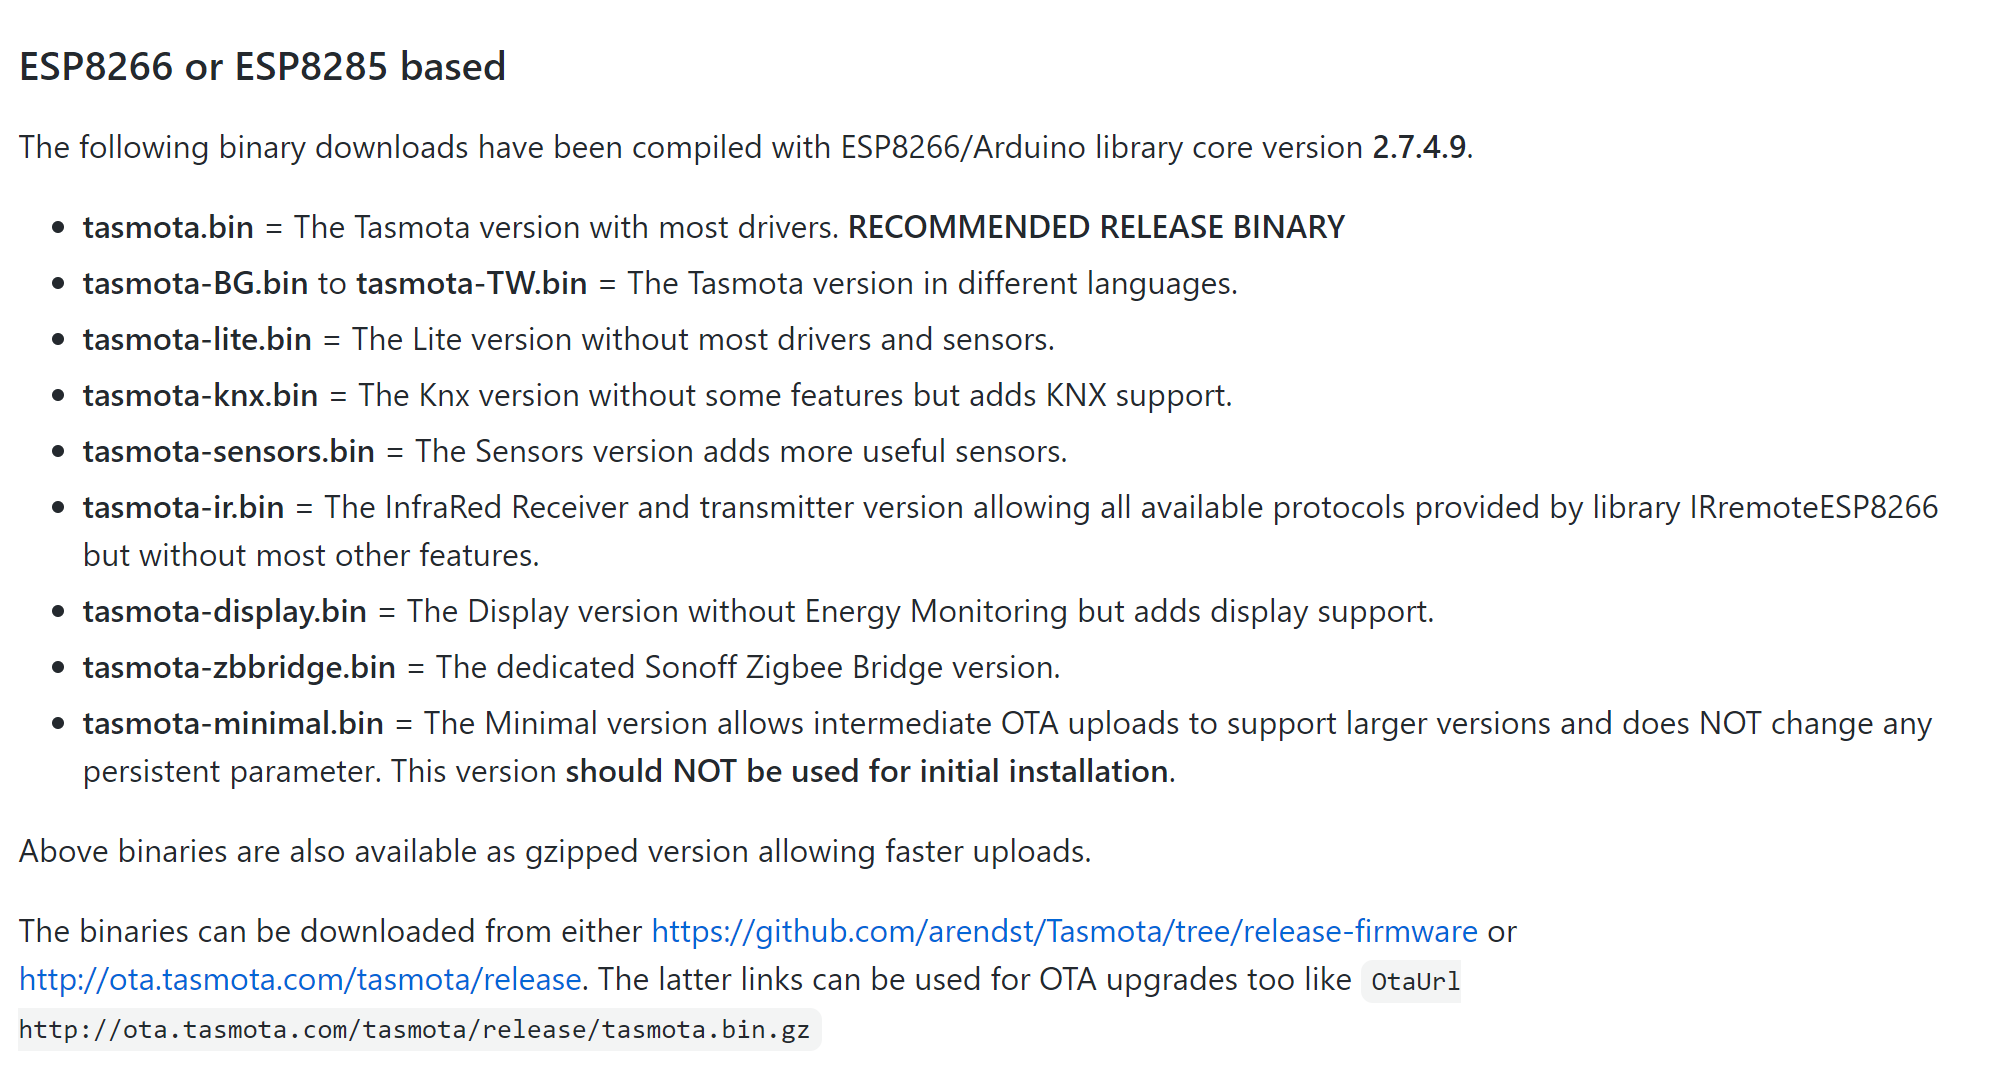 ESP8266 or ESP8285 based
The following binary downloads have been compiled with ESP8266/Arduino library core version 2.7.4.9.
• tasmota.bin = The Tasmota version with most drivers. RECOMMENDED RELEASE BINARY
• tasmota-BG.bin to tasmota-TW.bin = The Tasmota version in different languages.
• tasmota-lite.bin = The Lite version without most drivers and sensors.
• tasmota-knx.bin = The Knx version without some features but adds KNX support.
• tasmota-sensors.bin = The Sensors version adds more useful sensors.
• tasmota-ir.bin = The InfraRed Receiver and transmitter version allowing all available protocols provided by library IRremoteESP8266
but without most other features.
• tasmota-display.bin = The Display version without Energy Monitoring but adds display support.
• tasmota-zbbridge.bin = The dedicated Sonoff Zigbee Bridge version.
• tasmota-minimal.bin = The Minimal version allows intermediate OTA uploads to support larger versions and does NOT change any
persistent parameter. This version should NOT be used for initial installation.
Above binaries are also available as gzipped version allowing faster uploads.
The binaries can be downloaded from either https://github.com/arendst/Tasmota/tree/release-firmware or
http://ota.tasmota.com/tasmota/release. The latter links can be used for OTA upgrades too like OtaUrl
http://ota.tasmota.com/tasmota/release/tasmota.bin.gz